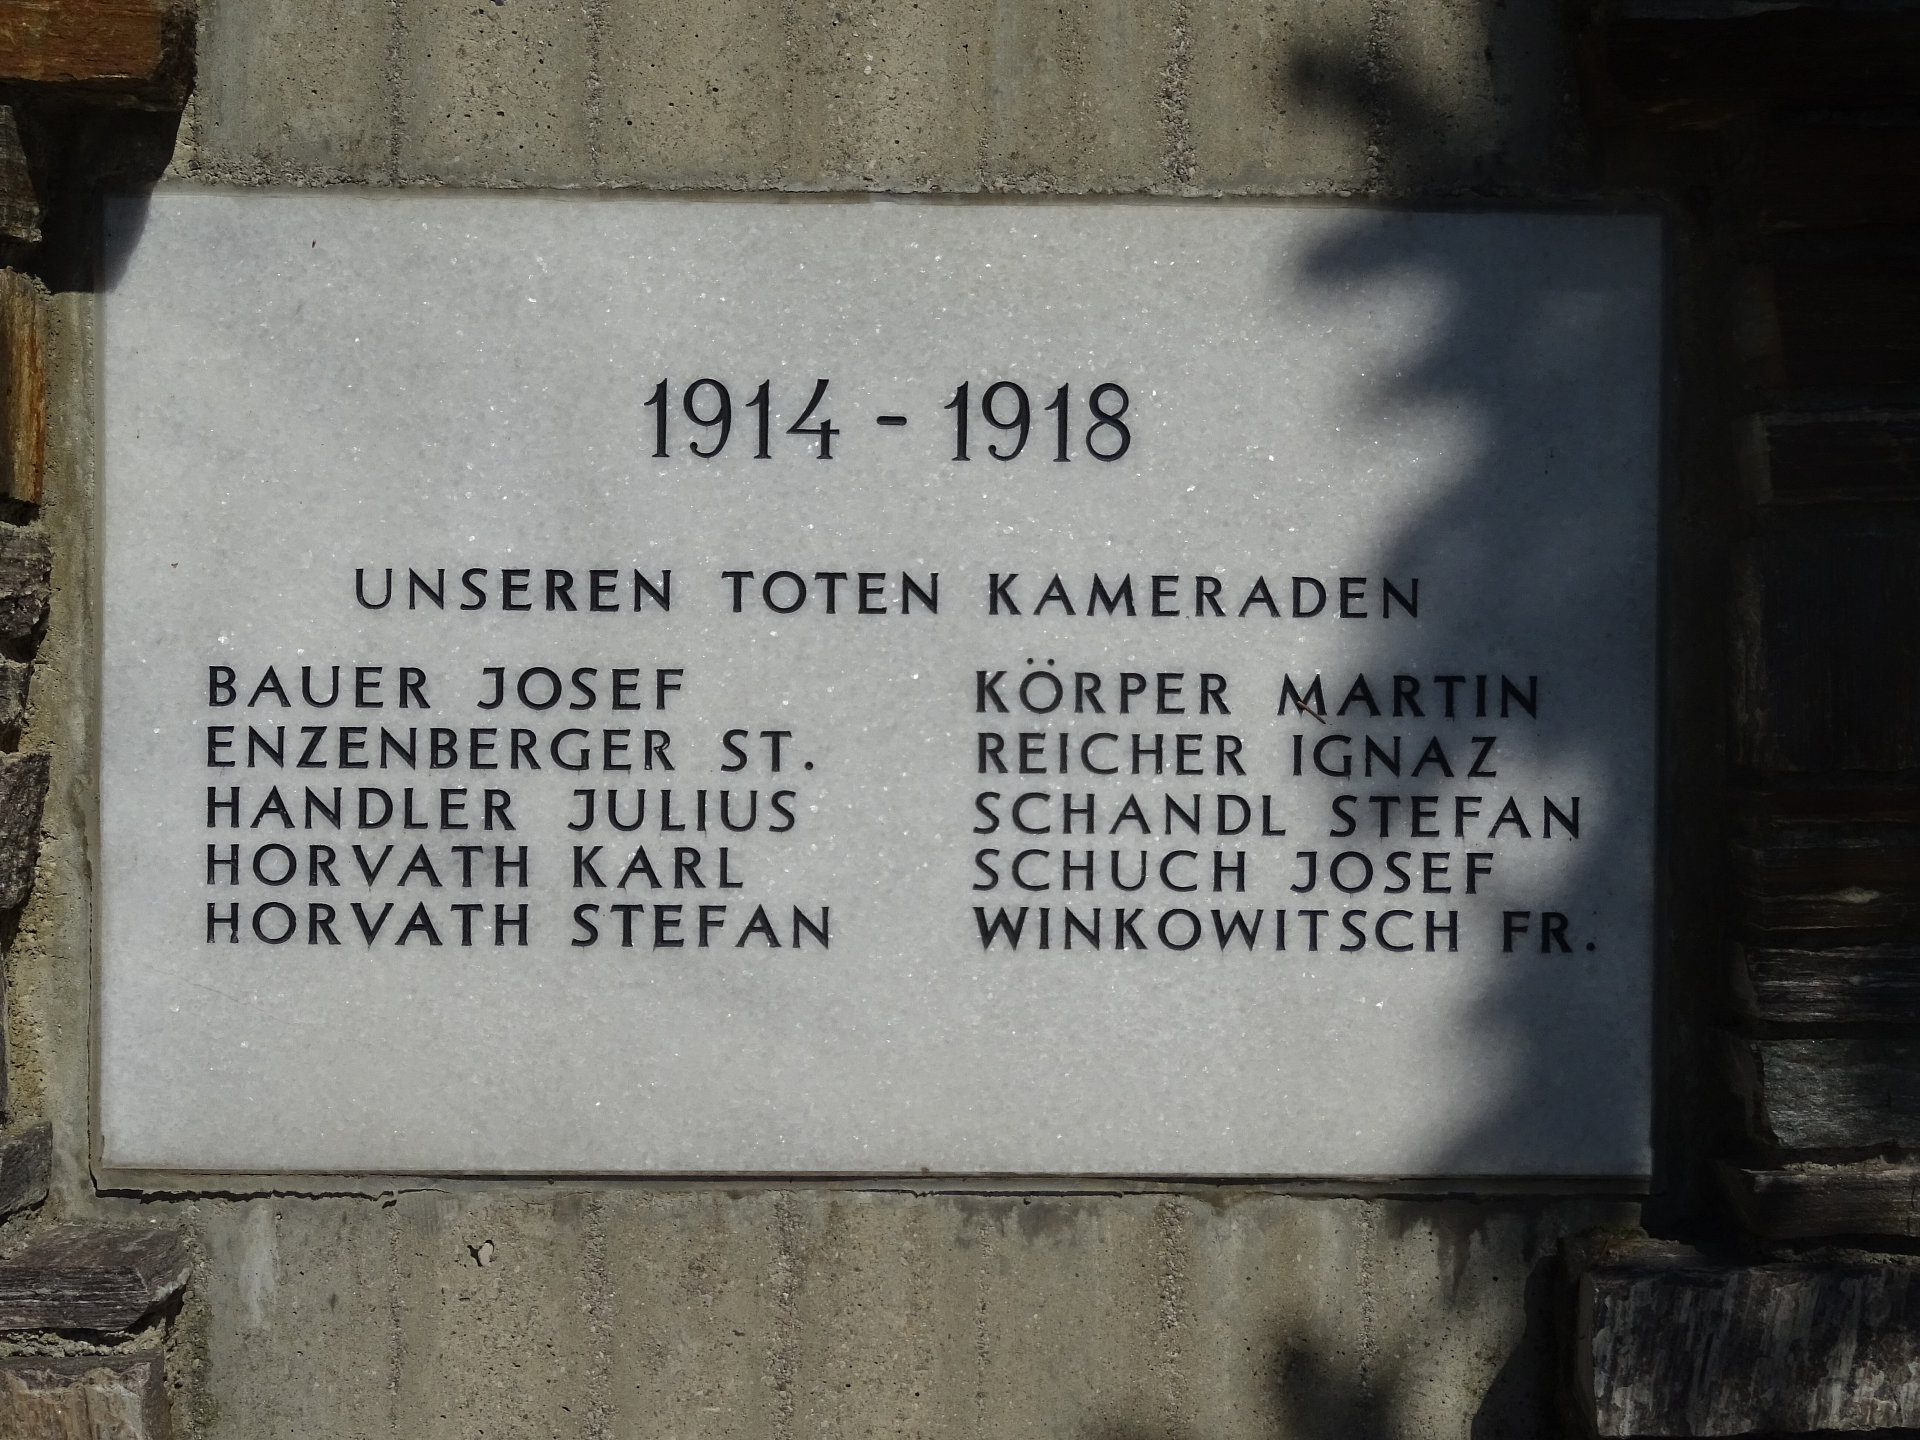 1914 - 1918
UNSEREN TOTEN KAMERADEN
BAUER JOSEF
ENZENBERGER ST.
HANDLER JULIUS
HORVATH KARL
HORVATH STEFAN
KÖRPER MARTIN
REICHER IGNAZ
SCHANDL STEFAN
SCHUCH JOSEF
WINKOWITSCH FR.